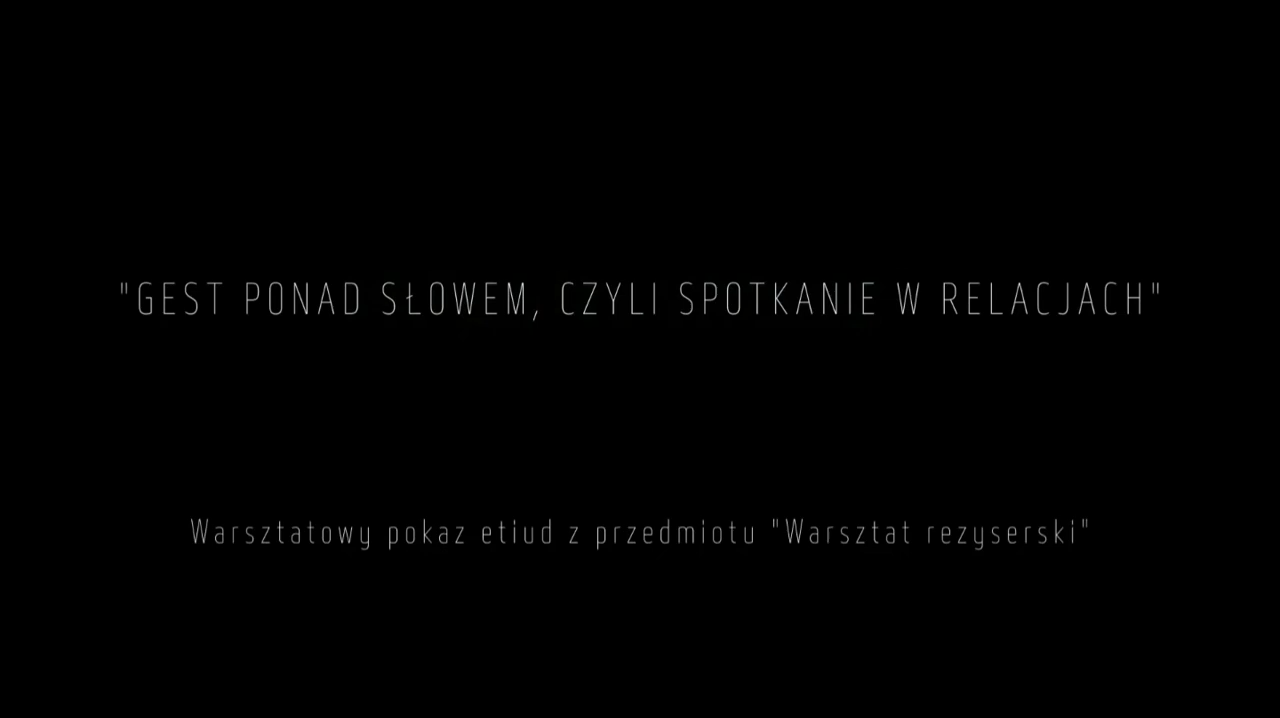 "GEST PONAD SŁOWEM, CZYLI SPOTKANIE W RELACJACH"
Warsztatowy pokaz etiud z przedmiotu "Warsztat rezyserski"